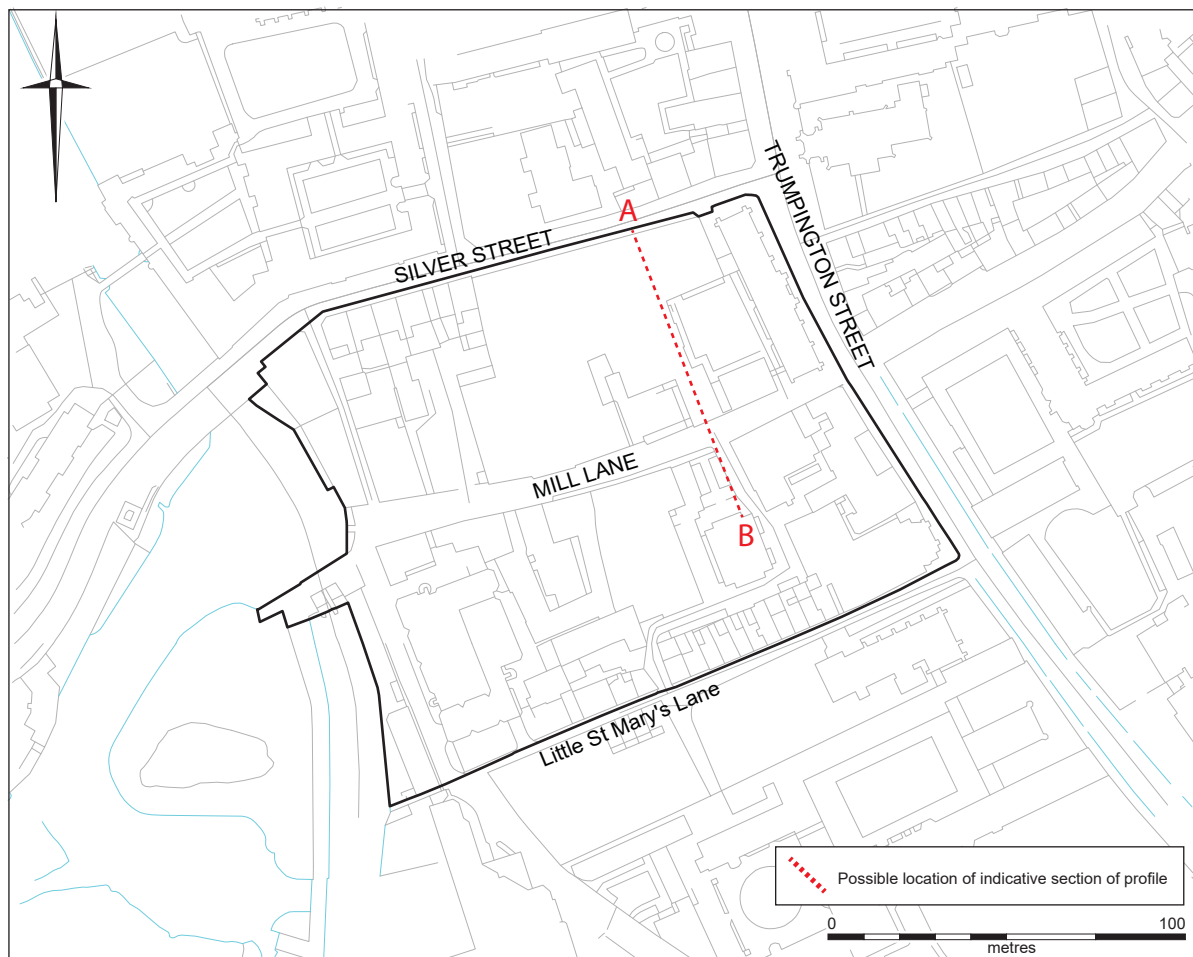 TRUMPINGTON STREET
A
SILVER STREET
MILL LANE
B
Little St Mary's Lane
Possible location of indicative section of profile
0 100
metres